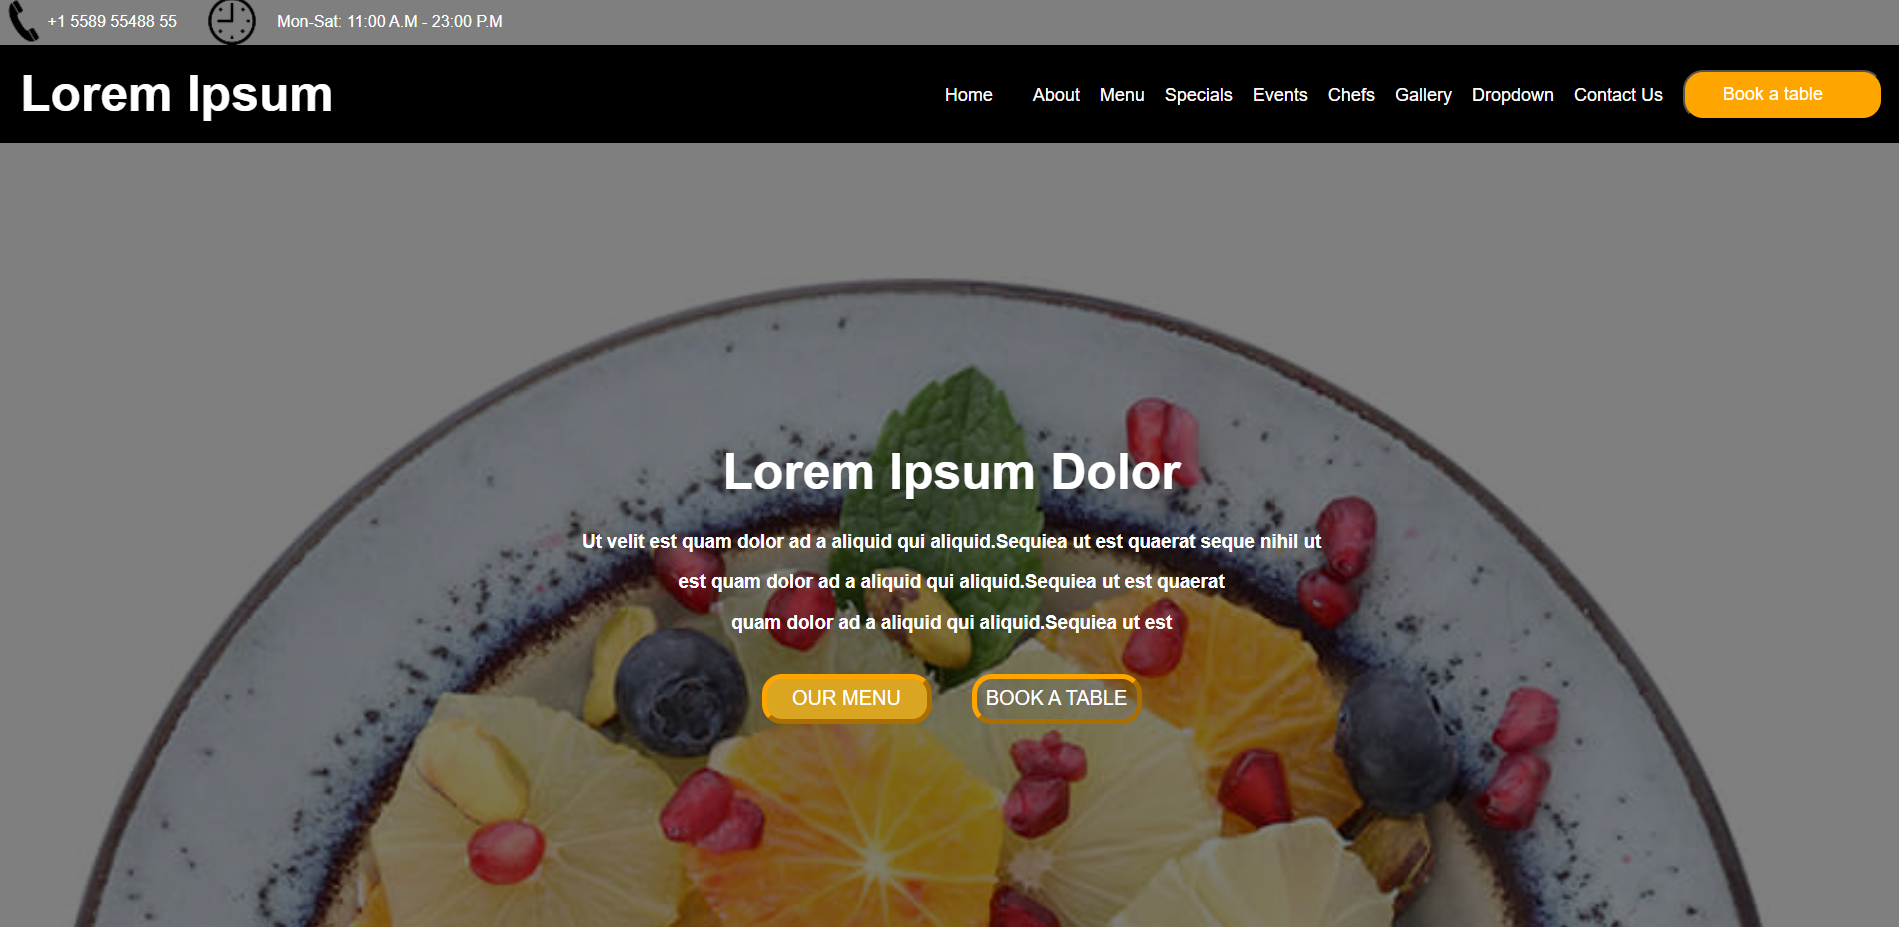 +1 5589 55488 55 Mon-Sat: 11:00 A.M - 23:00 P.M
Lorem Ipsum Home About Menu Specials Events Chefs Gallery Dropdown Contact Us Book a table
Lorem Ipsum Dolor
Ut velit est quam dolor ad a aliquid qui aliquid.Sequiea ut est quaerat seque nihil ut
est quam dolor ad a aliquid qui aliquid.Sequiea ut est quaerat
quam dolor ad a aliquid qui aliquid.Sequiea ut est
OUR MENU BOOK A TABLE